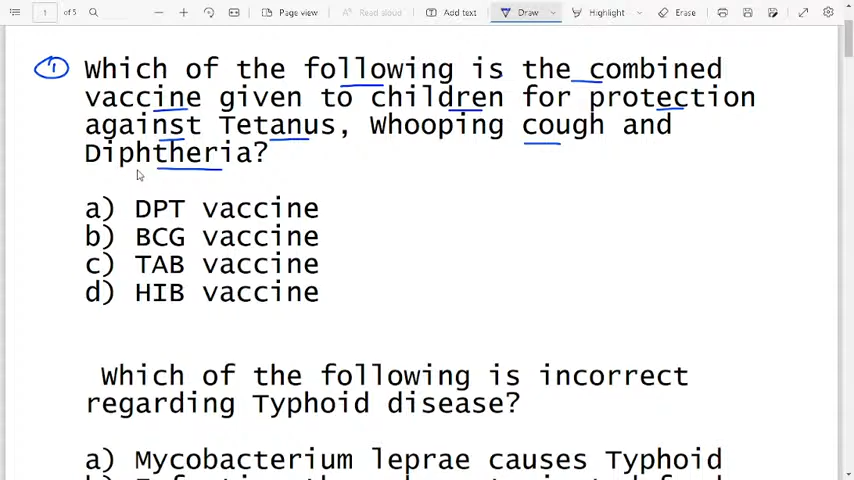 1 of 5 Page view Read aloud Add text Draw Highlight Erase
1 Which of the following is the combined
vaccine given to children for protection
against Tetanus, Whooping cough and
Diphtheria?
a) DPT vaccine
b) BCG vaccine
c) TAB vaccine
d) HIB vaccine
Which of the following is incorrect
regarding Typhoid disease?
a) Mycobacterium leprae causes Typhoid